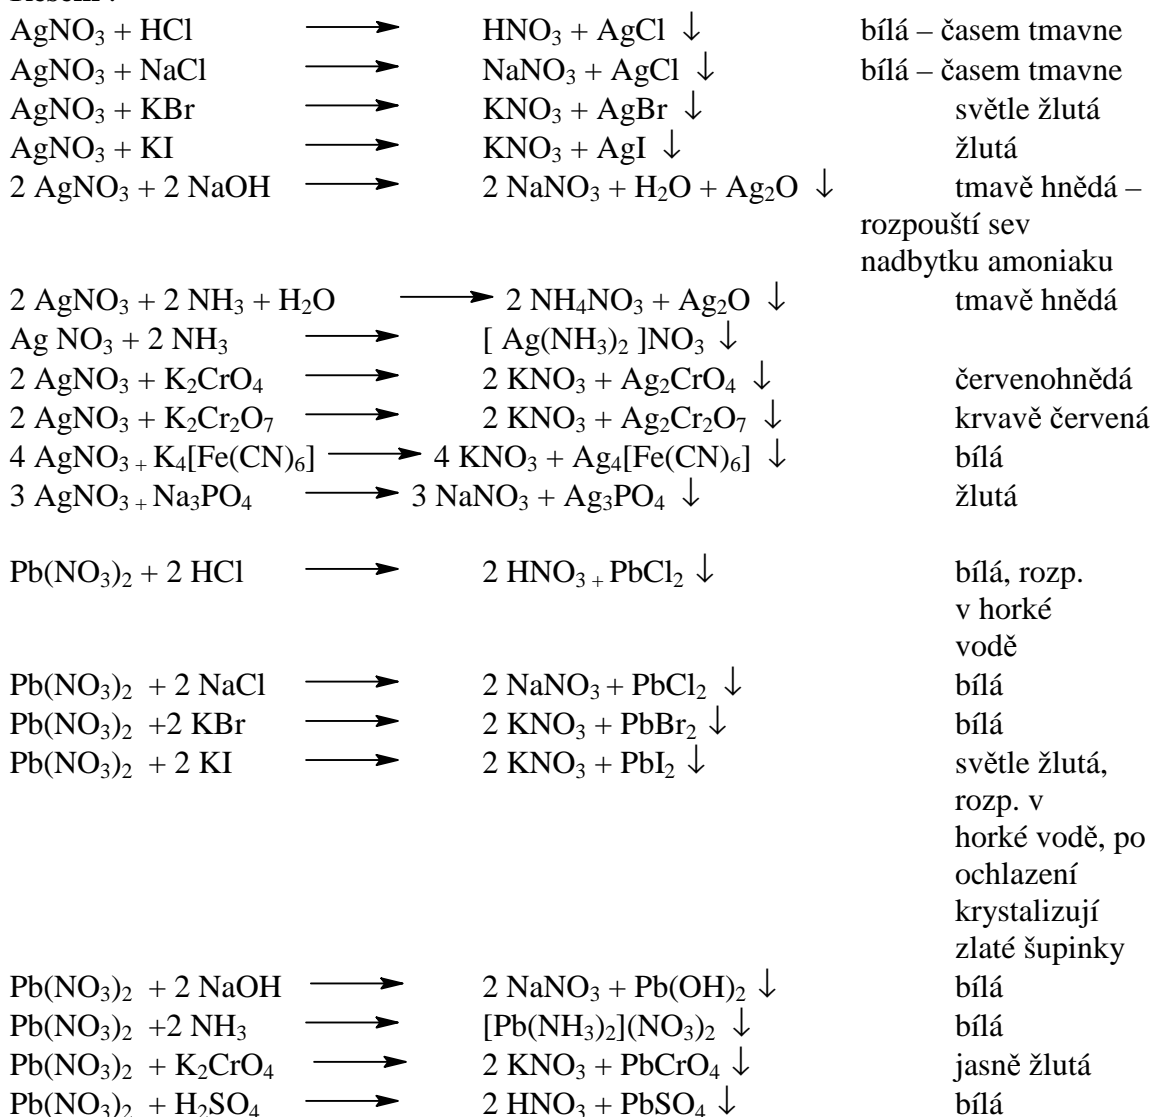 AgNO₃ + HCl ⟶ HNO₃ + AgCl ↓ bílá – časem tmavne
AgNO₃ + NaCl ⟶ NaNO₃ + AgCl ↓ bílá – časem tmavne
AgNO₃ + KBr ⟶ KNO₃ + AgBr ↓ světle žlutá
AgNO₃ + KI ⟶ KNO₃ + AgI ↓ žlutá
2 AgNO₃ + 2 NaOH ⟶ 2 NaNO₃ + H₂O + Ag₂O ↓ tmavě hnědá –
rozpouští sev
nadbytku amoniaku
2 AgNO₃ + 2 NH₃ + H₂O ⟶ 2 NH₄NO₃ + Ag₂O ↓ tmavě hnědá
Ag NO₃ + 2 NH₃ ⟶ [ Ag(NH₃)₂ ]NO₃ ↓
2 AgNO₃ + K₂CrO₄ ⟶ 2 KNO₃ + Ag₂CrO₄ ↓ červenohnědá
2 AgNO₃ + K₂Cr₂O₇ ⟶ 2 KNO₃ + Ag₂Cr₂O₇ ↓ krvavě červená
4 AgNO₃ ₊ K₄[Fe(CN)₆] ⟶ 4 KNO₃ + Ag₄[Fe(CN)₆] ↓ bílá
3 AgNO₃ ₊ Na₃PO₄ ⟶ 3 NaNO₃ + Ag₃PO₄ ↓ žlutá
Pb(NO₃)₂ + 2 HCl ⟶ 2 HNO₃ ₊ PbCl₂ ↓ bílá, rozp.
v horké
vodě
Pb(NO₃)₂ + 2 NaCl ⟶ 2 NaNO₃ + PbCl₂ ↓ bílá
Pb(NO₃)₂ +2 KBr ⟶ 2 KNO₃ + PbBr₂ ↓ bílá
Pb(NO₃)₂ + 2 KI ⟶ 2 KNO₃ + PbI₂ ↓ světle žlutá,
rozp. v
horké vodě, po
ochlazení
krystalizují
zlaté šupinky
Pb(NO₃)₂ + 2 NaOH ⟶ 2 NaNO₃ + Pb(OH)₂ ↓ bílá
Pb(NO₃)₂ +2 NH₃ ⟶ [Pb(NH₃)₂](NO₃)₂ ↓ bílá
Pb(NO₃)₂ + K₂CrO₄ ⟶ 2 KNO₃ + PbCrO₄ ↓ jasně žlutá
Pb(NO₃)₂ + H₂SO₄ ⟶ 2 HNO₃ + PbSO₄ ↓ bílá